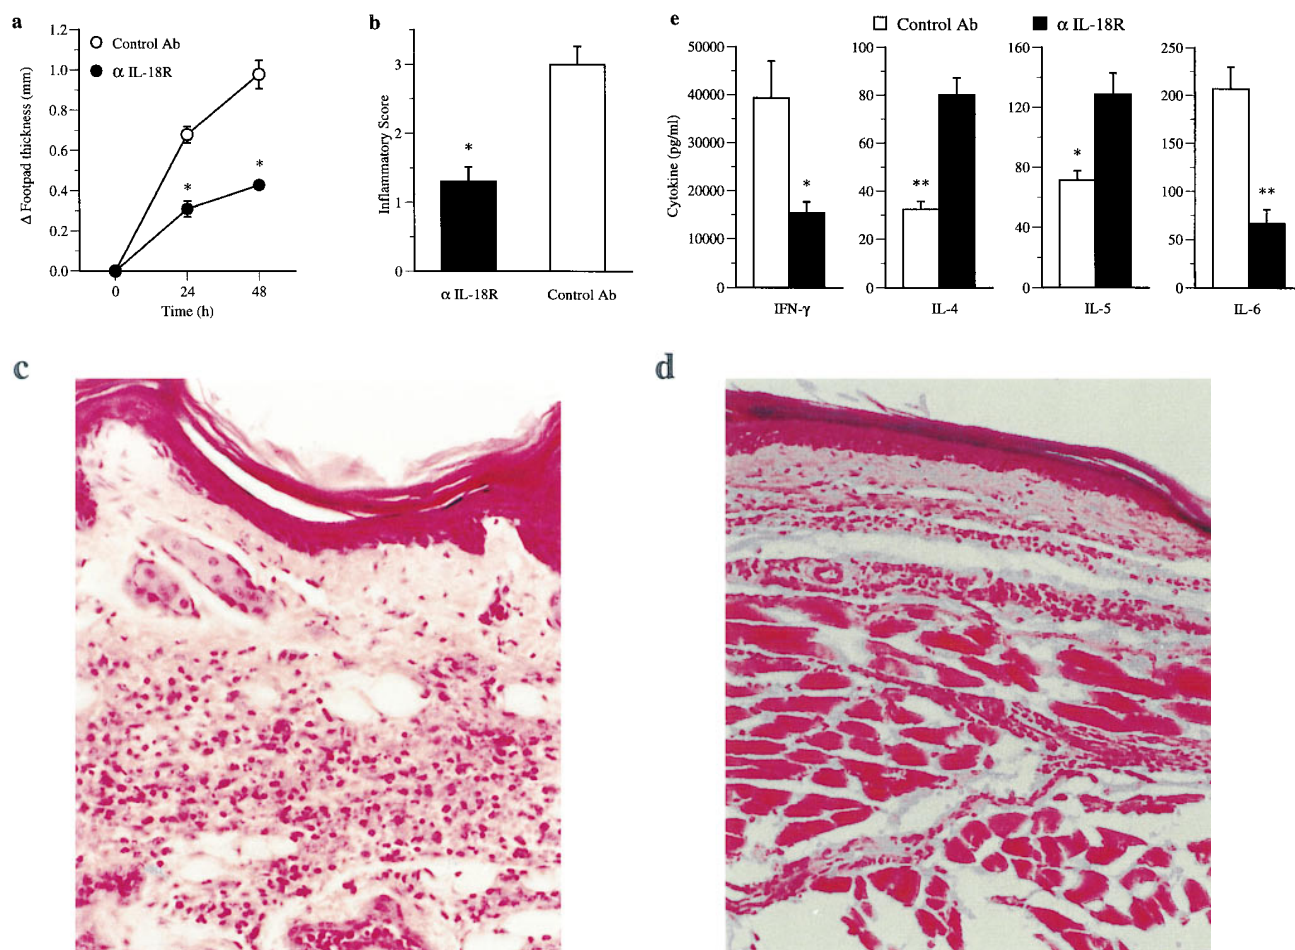 a
1.2
1.0
0.8
0.6
0.4
0.2
0.0
Δ Footpad thickness (mm)
Control Ab
α IL-18R
*
*
0
24
48
Time (h)
b
3
2
1
0
Inflammatory Score
*
α IL-18R
Control Ab
e
Control Ab
α IL-18R
Cytokine (pg/ml)
50000
40000
30000
20000
10000
0
*
IFN-γ
100
80
60
40
20
0
**
IL-4
160
120
80
40
0
*
IL-5
250
200
150
100
50
0
**
IL-6
c
d